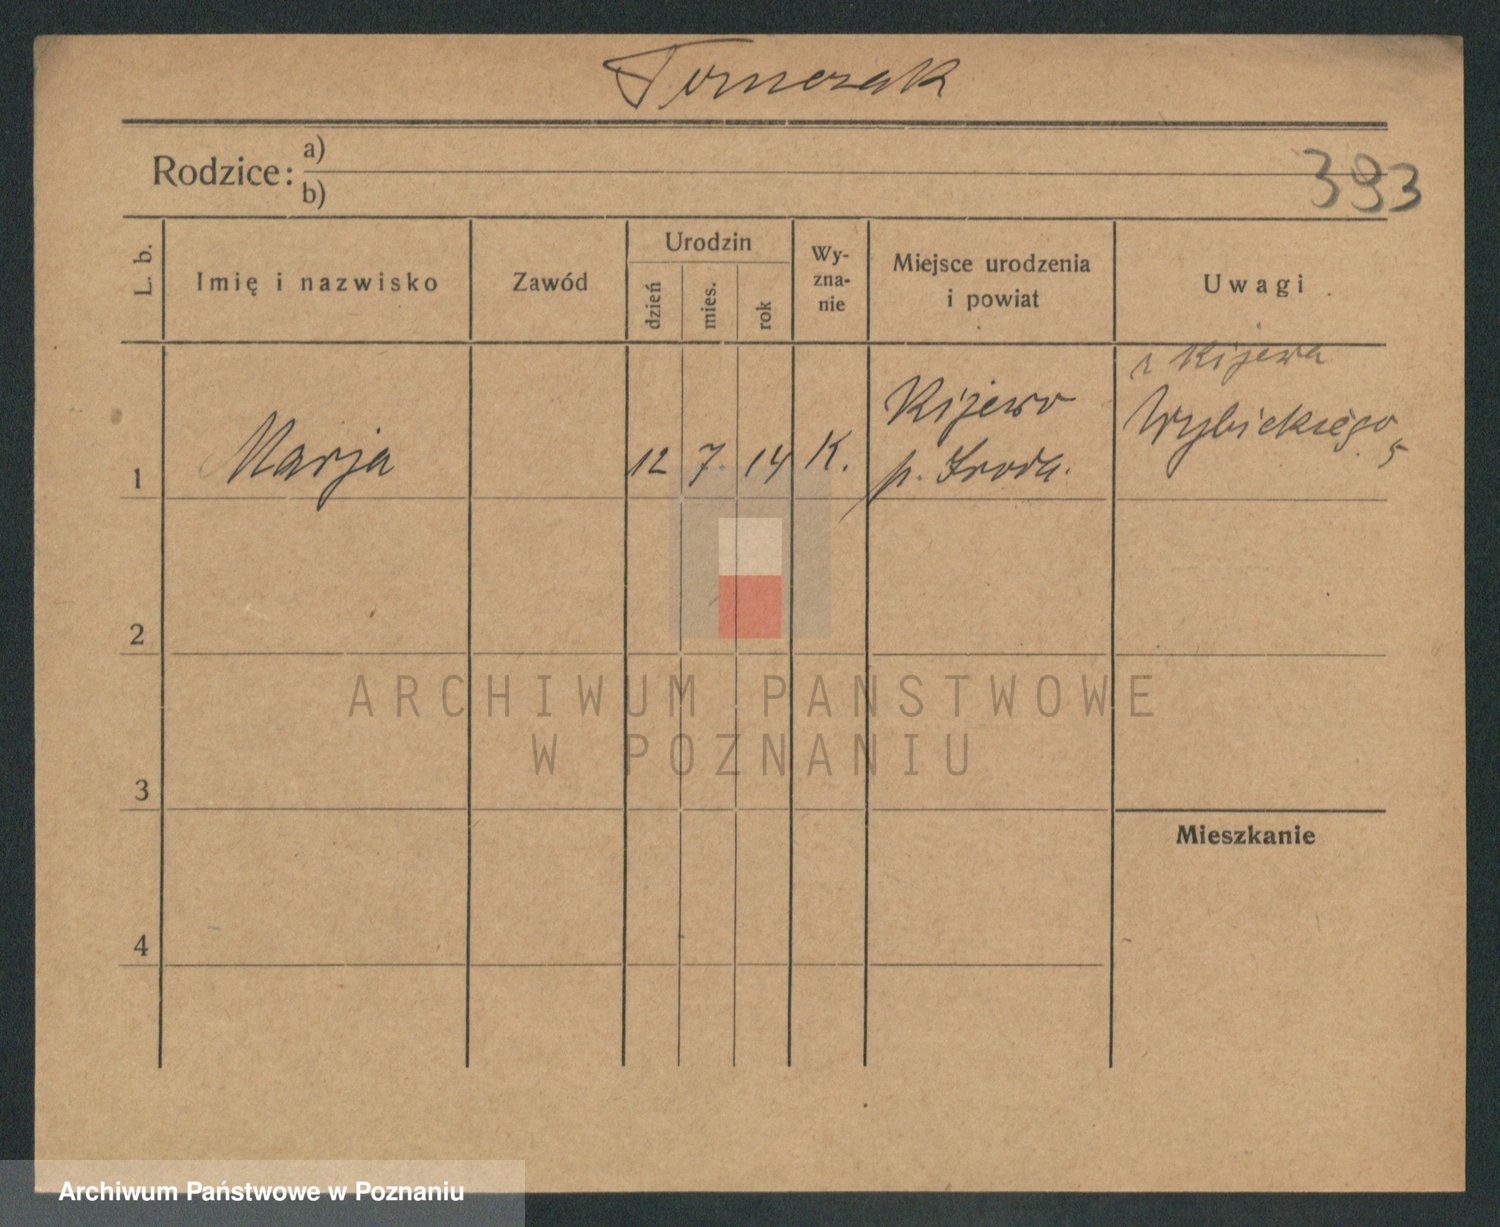 Tomczak
Rodzice: a)
b)
393
L. b.
Imię i nazwisko
Zawód
Urodzin
dzień
mies.
rok
Wy-
zna-
nie
Miejsce urodzenia
i powiat
Uwagi
1
Marja
12
7.
14
K.
Kijewo
p. Środa.
z Kijewa
Wybickiego
5
2
3
4
Mieszkanie
ARCHIWUM PAŃSTWOWE
W POZNANIU
Archiwum Państwowe w Poznaniu